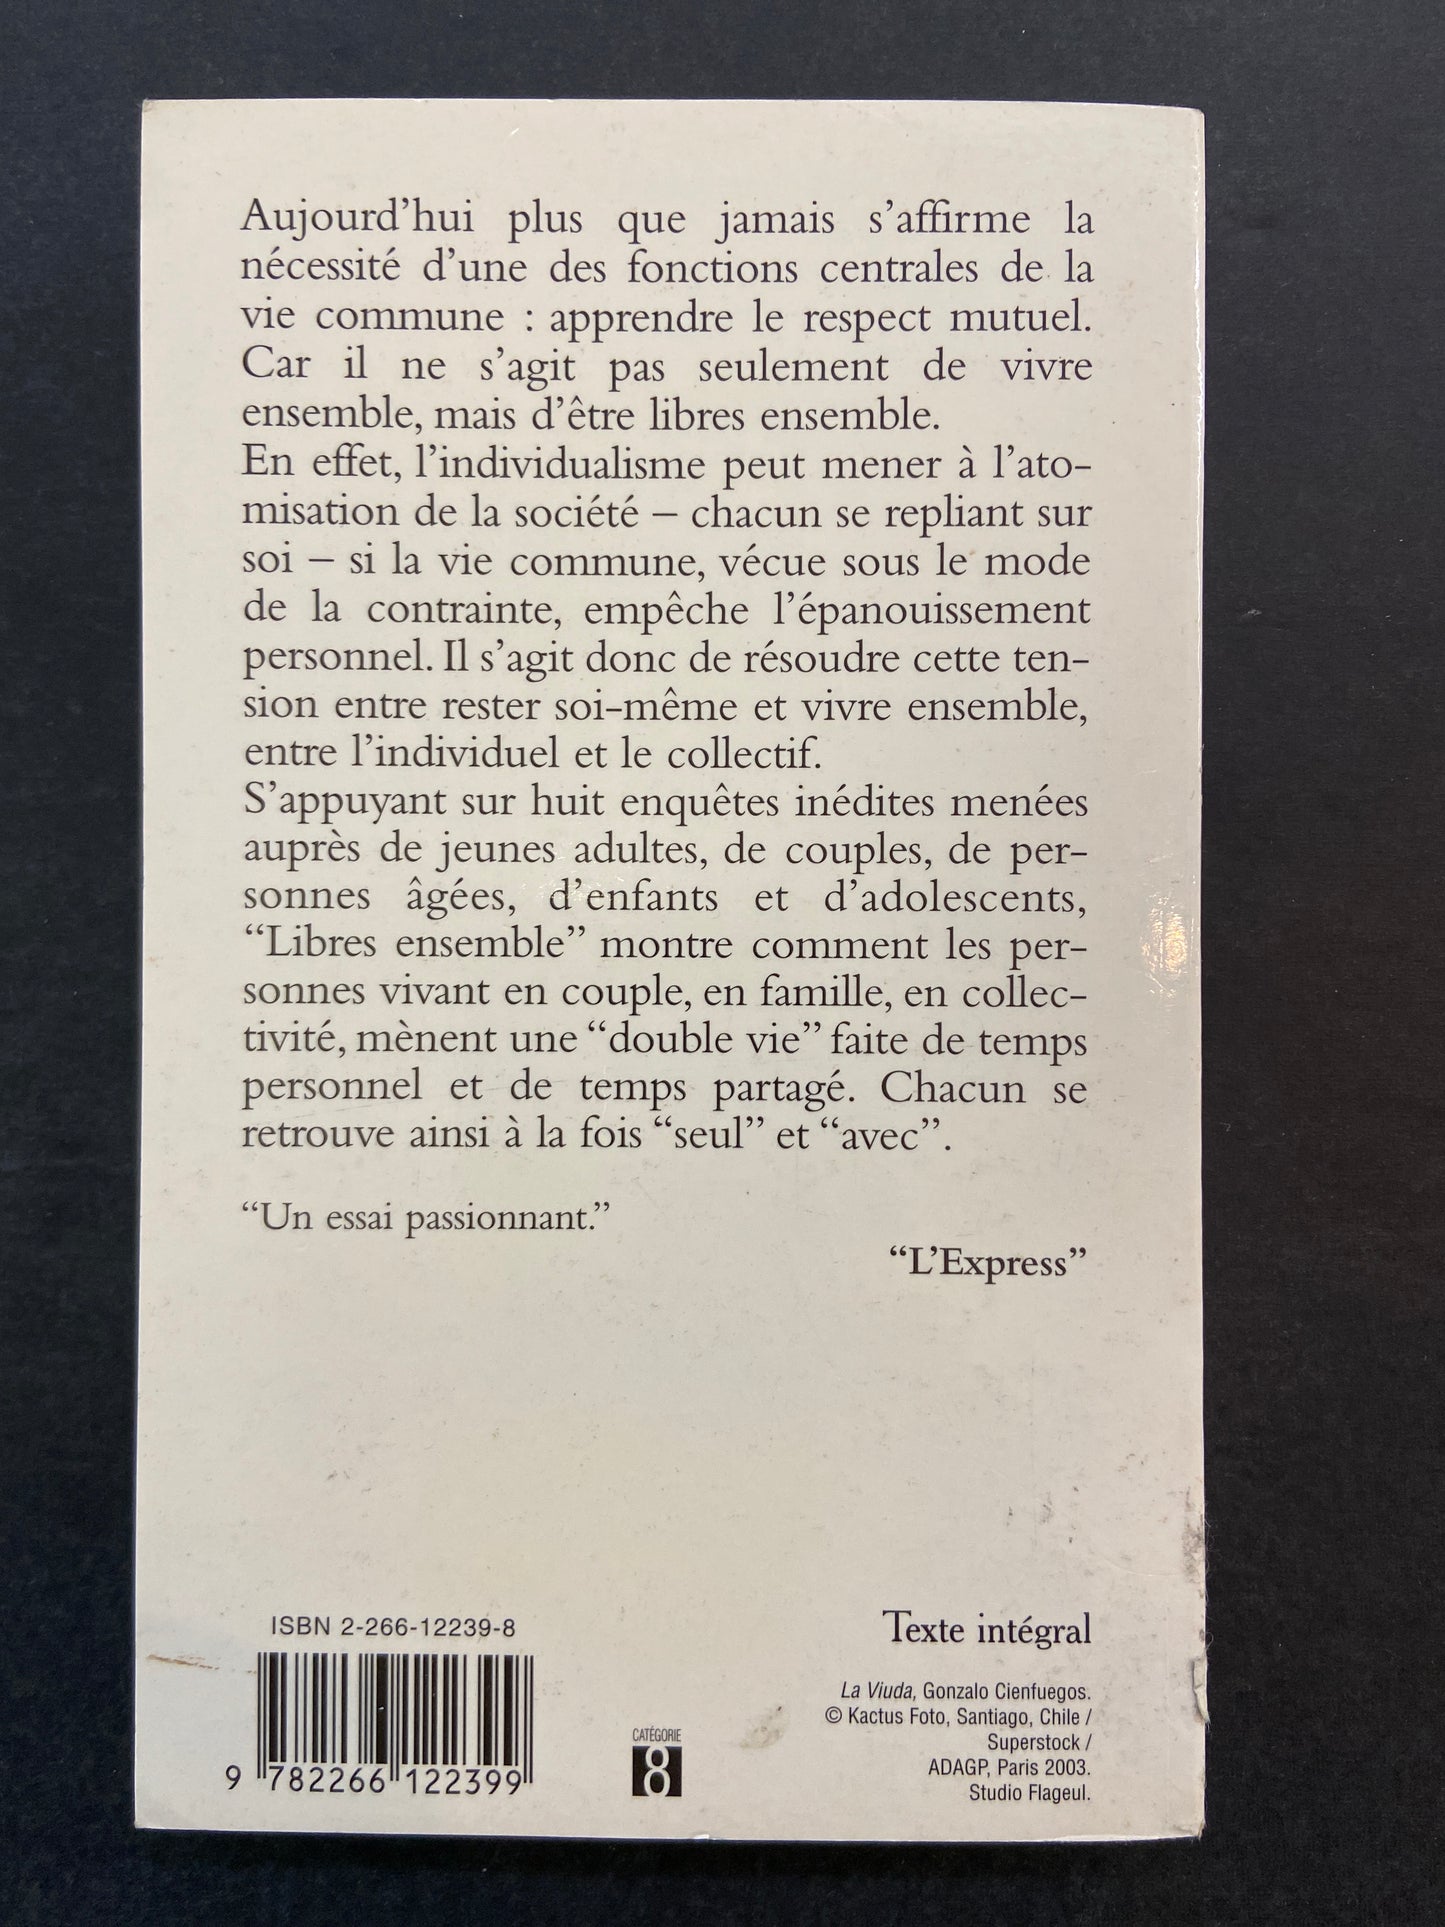 Aujourd’hui plus que jamais s’affirme la
nécessité d’une des fonctions centrales de la
vie commune : apprendre le respect mutuel.
Car il ne s’agit pas seulement de vivre
ensemble, mais d’être libres ensemble.
En effet, l’individualisme peut mener à l’ato-
misation de la société – chacun se repliant sur
soi – si la vie commune, vécue sous le mode
de la contrainte, empêche l’épanouissement
personnel. Il s’agit donc de résoudre cette ten-
sion entre rester soi-même et vivre ensemble,
entre l’individuel et le collectif.
S’appuyant sur huit enquêtes inédites menées
auprès de jeunes adultes, de couples, de per-
sonnes âgées, d’enfants et d’adolescents,
“Libres ensemble” montre comment les per-
sonnes vivant en couple, en famille, en collec-
tivité, mènent une “double vie” faite de temps
personnel et de temps partagé. Chacun se
retrouve ainsi à la fois “seul” et “avec”.
“Un essai passionnant.”
“L’Express”
ISBN 2-266-12239-8
9 782266 122399
CATÉGORIE
8
Texte intégral
La Viuda, Gonzalo Cienfuegos.
© Kactus Foto, Santiago, Chile /
Superstock /
ADAGP, Paris 2003.
Studio Flageul.